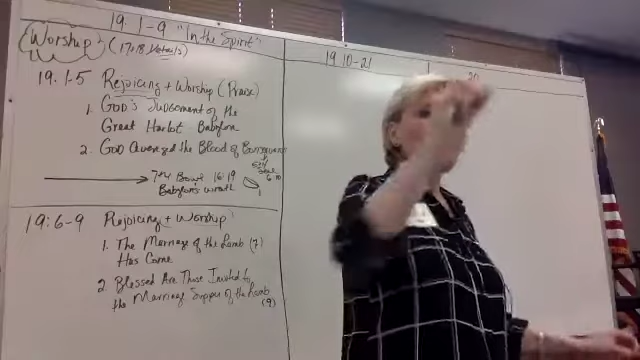 19:1-9 "In the Spirit"
Worship! (17+18 Details)
19:1-5 Rejoicing + Worship (Praise)
1. God's Judgement of the
Great Harlot Babylon
2. God Avenged the Blood of
7th Bowl 16:19
Babylon's wrath
19:6-9 Rejoicing + Worship!
1. The Marriage of the Lamb (7)
Has Come
2. Blessed Are Those Invited to
the Marriage Supper of the Lamb
(9)
19:10-21
20